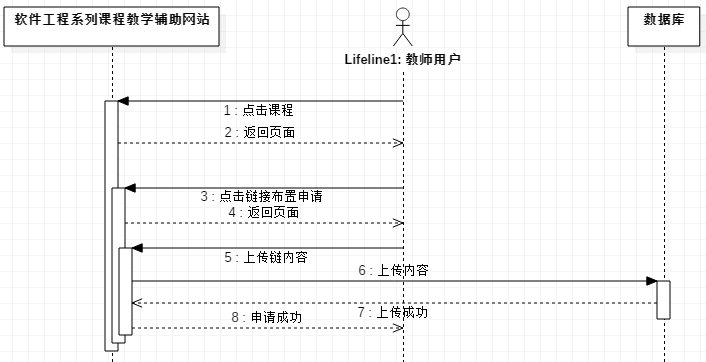 软件工程系列课程教学辅助网站
数据库
Lifeline1: 教师用户
1 : 点击课程
2 : 返回页面
3 : 点击链接布置申请
4 : 返回页面
5 : 上传链内容
6 : 上传内容
7 : 上传成功
8 : 申请成功